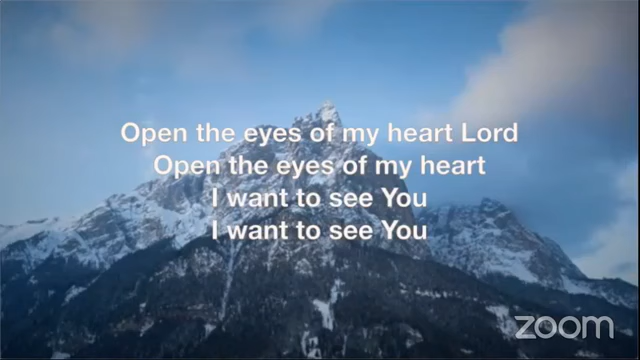 Open the eyes of my heart Lord
Open the eyes of my heart
I want to see You
I want to see You
zoom